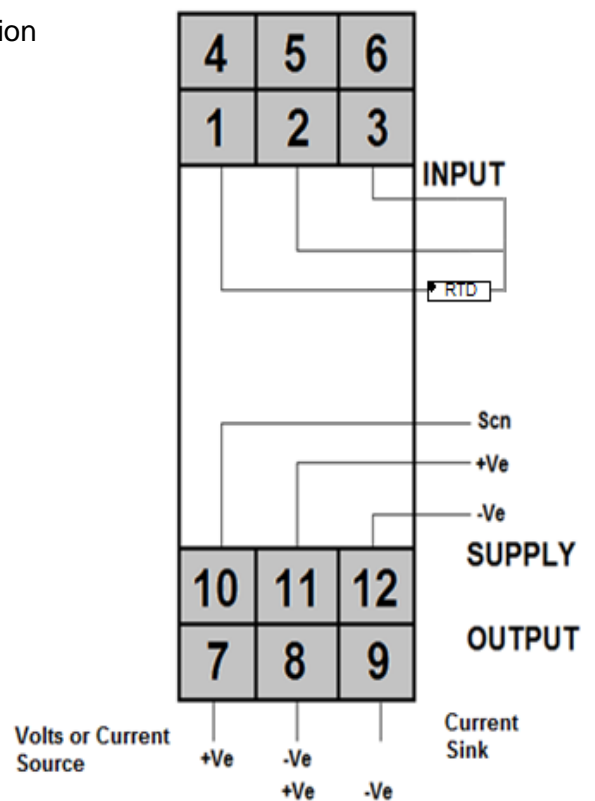 ion
4 5 6
1 2 3
INPUT
RTD
Scn
+Ve
-Ve
SUPPLY
10 11 12
OUTPUT
7 8 9
Volts or Current
Source
+Ve -Ve
+Ve -Ve
Current
Sink